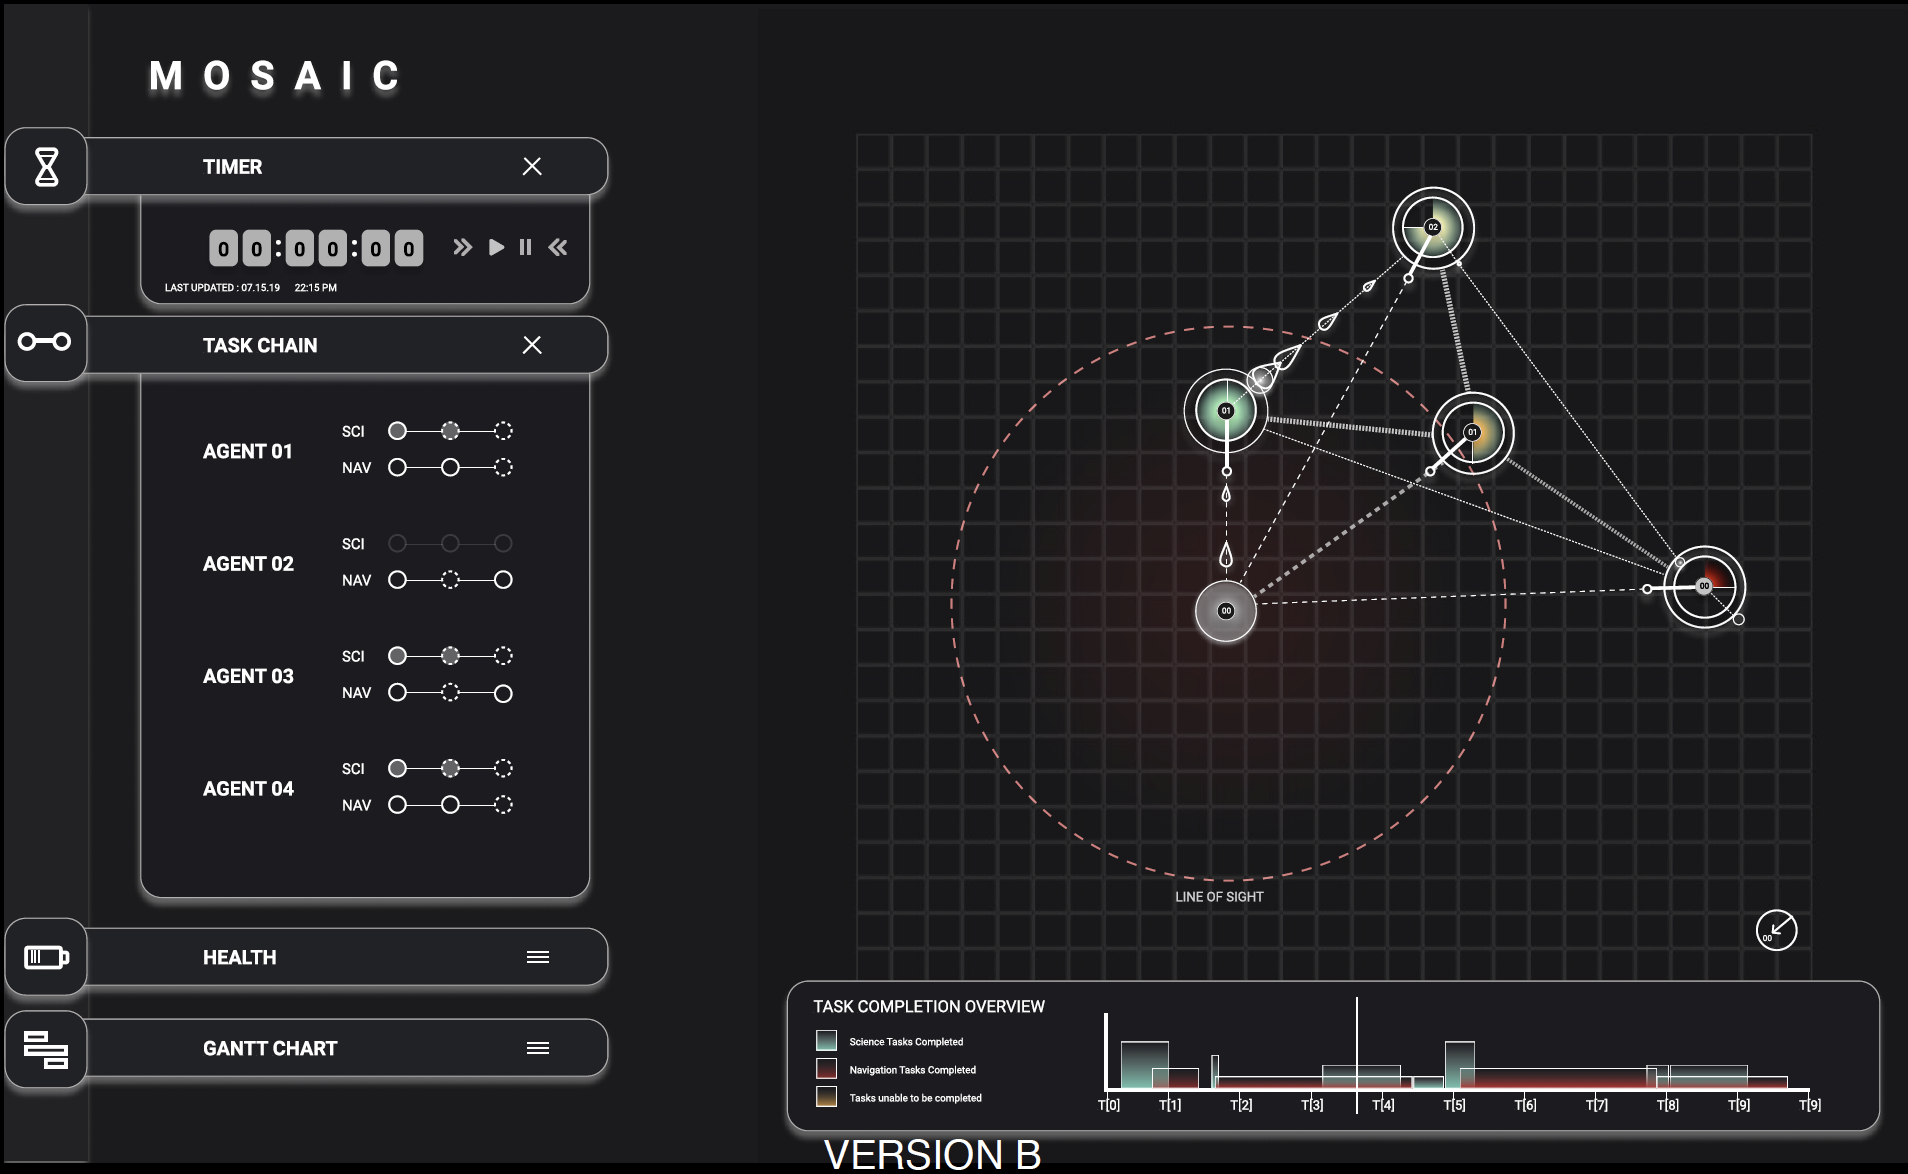 MOSAIC
TIMER
00:00:00
LAST UPDATED : 07.15.19 22:15 PM
TASK CHAIN
AGENT 01
SCI
NAV
AGENT 02
SCI
NAV
AGENT 03
SCI
NAV
AGENT 04
SCI
NAV
HEALTH
GANTT CHART
02
01
01
00
00
LINE OF SIGHT
00
TASK COMPLETION OVERVIEW
Science Tasks Completed
Navigation Tasks Completed
Tasks unable to be completed
T[0] T[1] T[2] T[3] T[4] T[5] T[6] T[7] T[8] T[9] T[9]
VERSION B